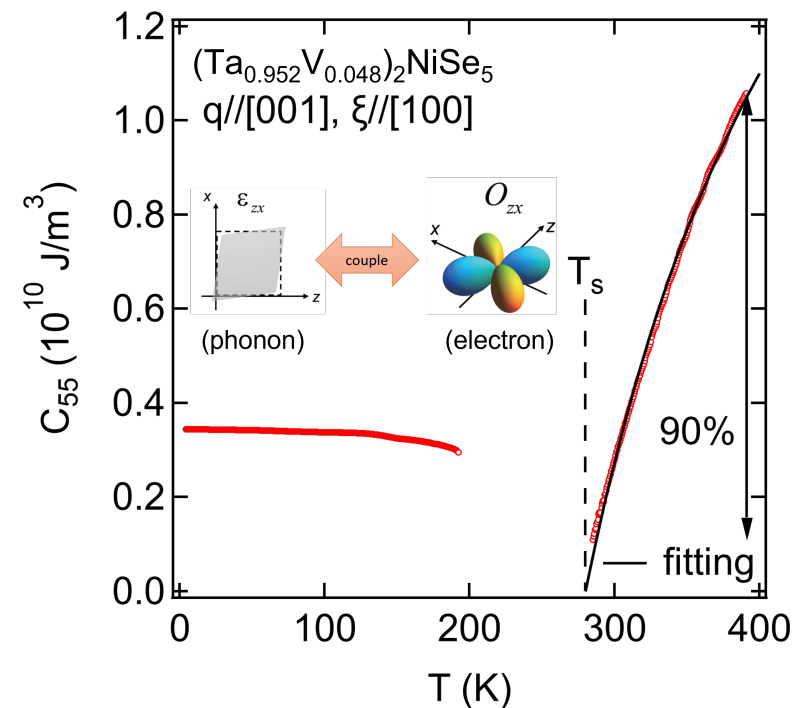 (Ta0.952V0.048)2NiSe5
q//[001], ξ//[100]
x
εzx
z
(phonon)
couple
Ozx
x
z
(electron)
Ts
90%
fitting
C55 (10^10 J/m^3)
1.2
1.0
0.8
0.6
0.4
0.2
0.0
0
100
200
300
400
T (K)